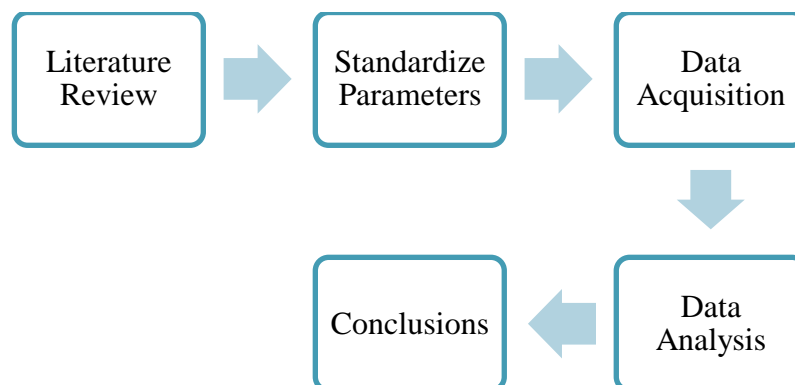 Literature
Review
Standardize
Parameters
Data
Acquisition
Data
Analysis
Conclusions